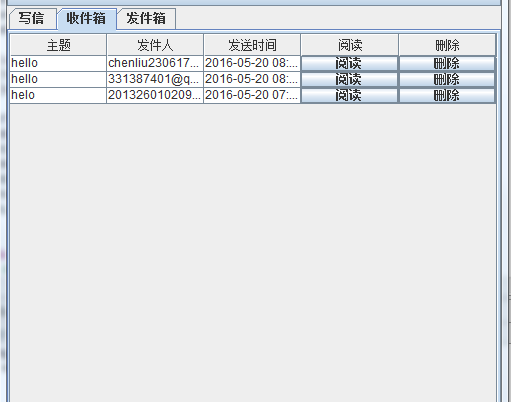 写信 收件箱 发件箱
主题 发件人 发送时间 阅读 删除
hello chenliu230617... 2016-05-20 08:... 阅读 删除
hello 331387401@q... 2016-05-20 08:... 阅读 删除
helo 201326010209... 2016-05-20 07:... 阅读 删除